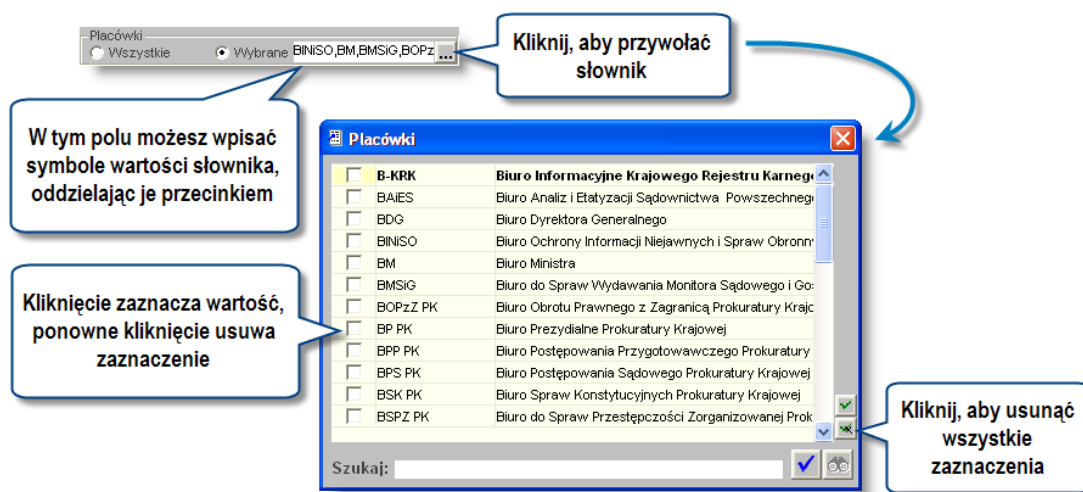 Placówki
Wszystkie
Wybrane
BINiSO,BM,BMSiG,BOPz
...
Kliknij, aby przywołać
słownik
W tym polu możesz wpisać
symbole wartości słownika,
oddzielając je przecinkiem
Placówki
B-KRK Biuro Informacyjne Krajowego Rejestru Karnego
BAiES Biuro Analiz i Etatyzacji Sądownictwa Powszechneg
BDG Biuro Dyrektora Generalnego
BINiSO Biuro Ochrony Informacji Niejawnych i Spraw Obronn
BM Biuro Ministra
BMSiG Biuro do Spraw Wydawania Monitora Sądowego i Go
BOPzZ PK Biuro Obrotu Prawnego z Zagranicą Prokuratury Krajo
BP PK Biuro Prezydialne Prokuratury Krajowej
BPP PK Biuro Postępowania Przygotowawczego Prokuratury
BPS PK Biuro Postępowania Sądowego Prokuratury Krajowej
BSK PK Biuro Spraw Konstytucyjnych Prokuratury Krajowej
BSPZ PK Biuro do Spraw Przestępczości Zorganizowanej Prok
Kliknięcie zaznacza wartość,
ponowne kliknięcie usuwa
zaznaczenie
Kliknij, aby usunąć
wszystkie
zaznaczenia
Szukaj: